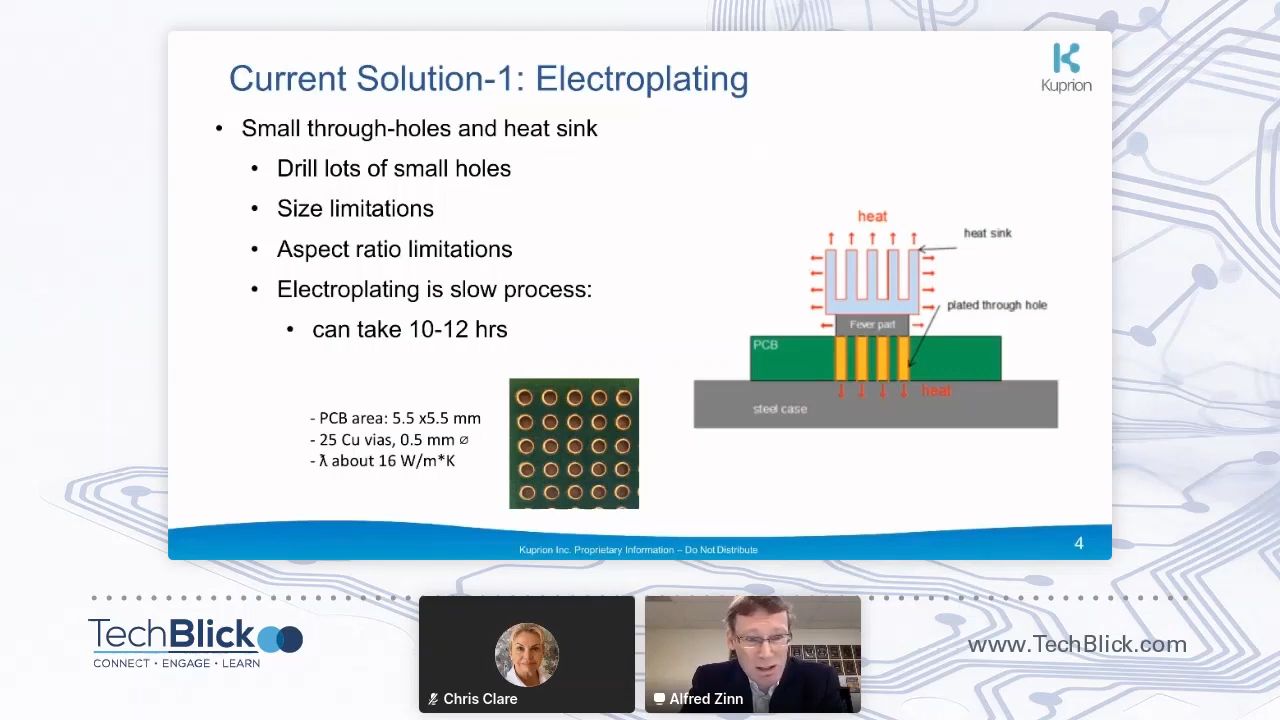 Current Solution-1: Electroplating
Kuprion
• Small through-holes and heat sink
• Drill lots of small holes
• Size limitations
• Aspect ratio limitations
• Electroplating is slow process:
• can take 10-12 hrs
- PCB area: 5.5 x5.5 mm
- 25 Cu vias, 0.5 mm ⌀
- ƛ about 16 W/m*K
heat
heat sink
plated through hole
Fever part
PCB
heat
steel case
Kuprion Inc. Proprietary Information – Do Not Distribute
4
TechBlick
CONNECT • ENGAGE • LEARN
Chris Clare
Alfred Zinn
www.TechBlick.com